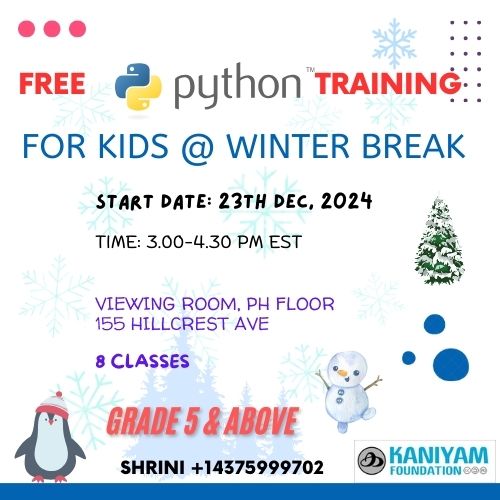 FREE python™ TRAINING
FOR KIDS @ WINTER BREAK
START DATE: 23TH DEC, 2024
TIME: 3.00-4.30 PM EST
VIEWING ROOM, PH FLOOR
155 HILLCREST AVE
8 CLASSES
GRADE 5 & ABOVE
SHRINI +14375999702
KANIYAM
FOUNDATION